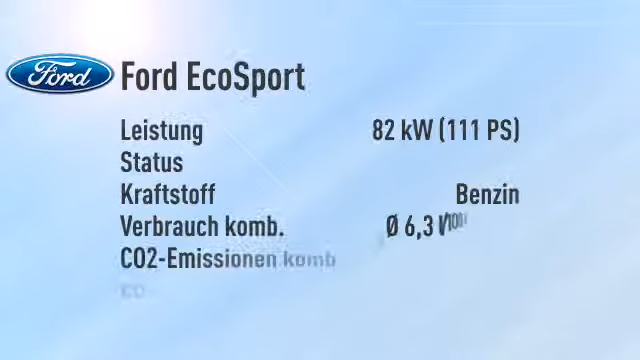 Ford
Ford EcoSport
Leistung 82 kW (111 PS)
Status
Kraftstoff Benzin
Verbrauch komb. Ø 6,3 l/100
CO2-Emissionen komb